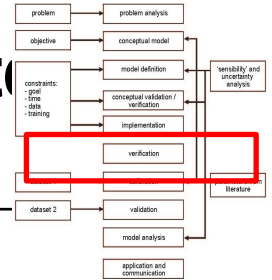 problem
problem analysis
objective
conceptual model
constraints:
- goal
- time
- data
- training
model definition
'sensibility' and
uncertainty
analysis
conceptual validation /
verification
implementation
verification
literature
dataset 2
validation
model analysis
application and
communication